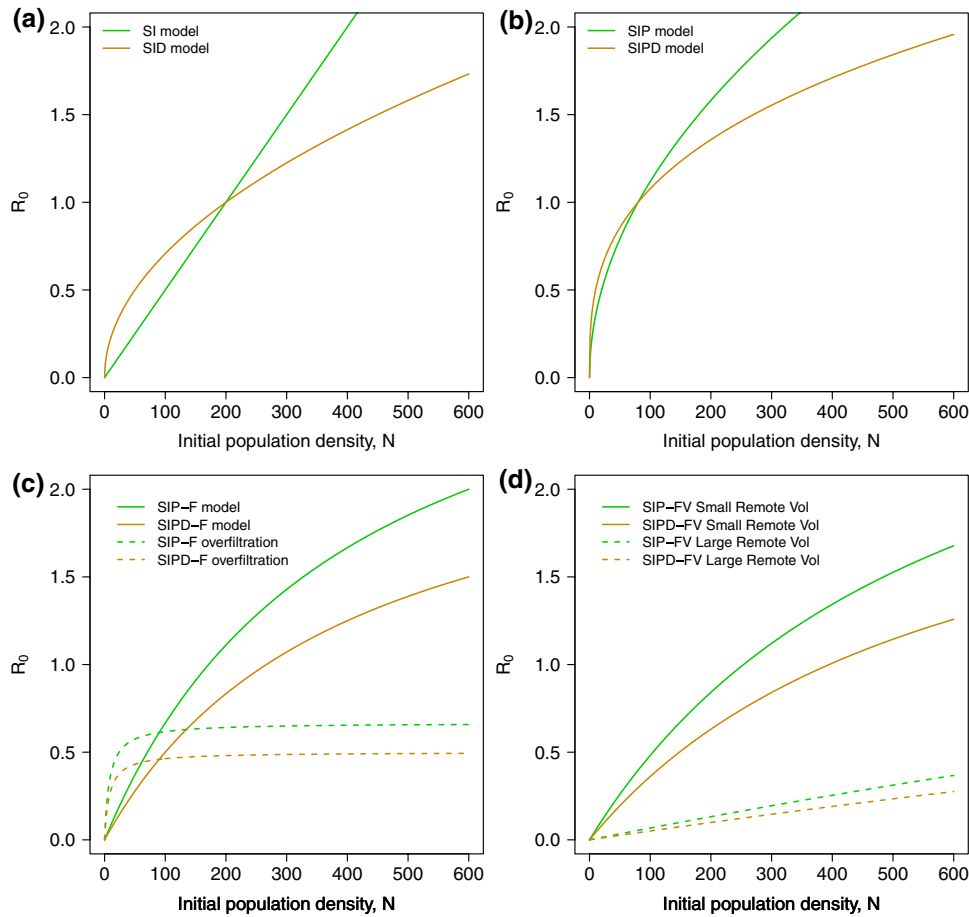 (a)
SI model
SID model
2.0
1.5
1.0
0.5
0.0
R0
0 100 200 300 400 500 600
Initial population density, N
(b)
SIP model
SIPD model
2.0
1.5
1.0
0.5
0.0
R0
0 100 200 300 400 500 600
Initial population density, N
(c)
SIP−F model
SIPD−F model
SIP−F overfiltration
SIPD−F overfiltration
2.0
1.5
1.0
0.5
0.0
R0
0 100 200 300 400 500 600
Initial population density, N
(d)
SIP−FV Small Remote Vol
SIPD−FV Small Remote Vol
SIP−FV Large Remote Vol
SIPD−FV Large Remote Vol
2.0
1.5
1.0
0.5
0.0
R0
0 100 200 300 400 500 600
Initial population density, N